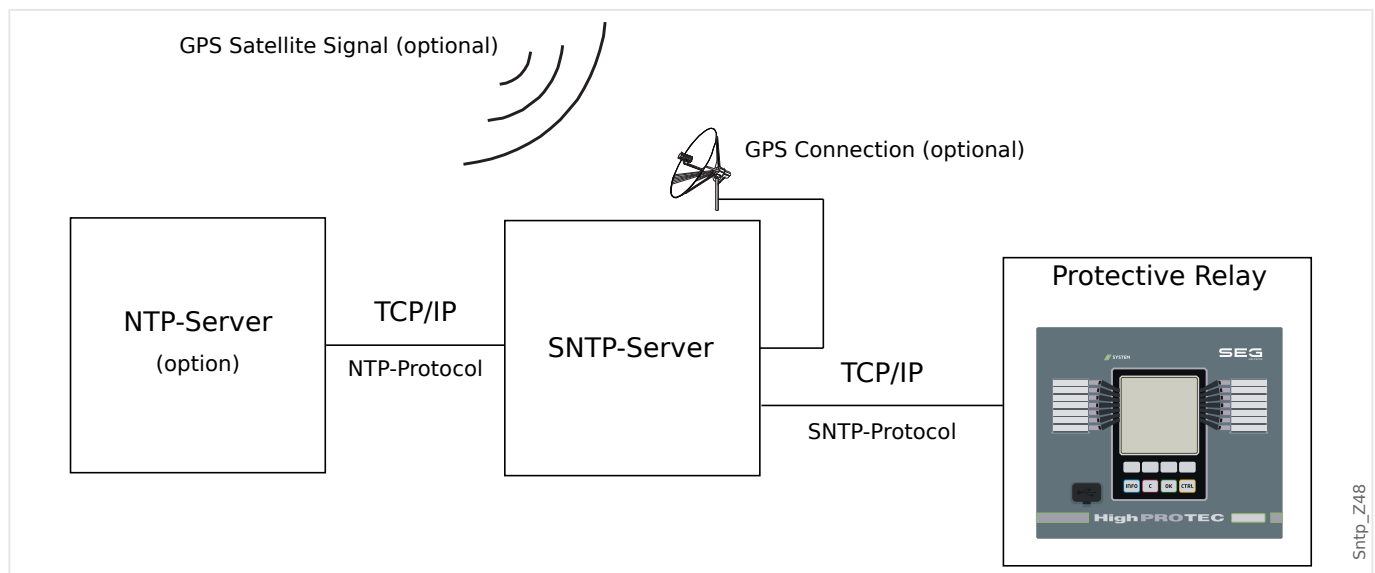 GPS Satellite Signal (optional)
GPS Connection (optional)
NTP-Server
(option)
TCP/IP
NTP-Protocol
SNTP-Server
TCP/IP
SNTP-Protocol
Protective Relay
SYSTEM
SEG
INFO
C
OK
CTRL
HighPROTEC
Sntp_Z48